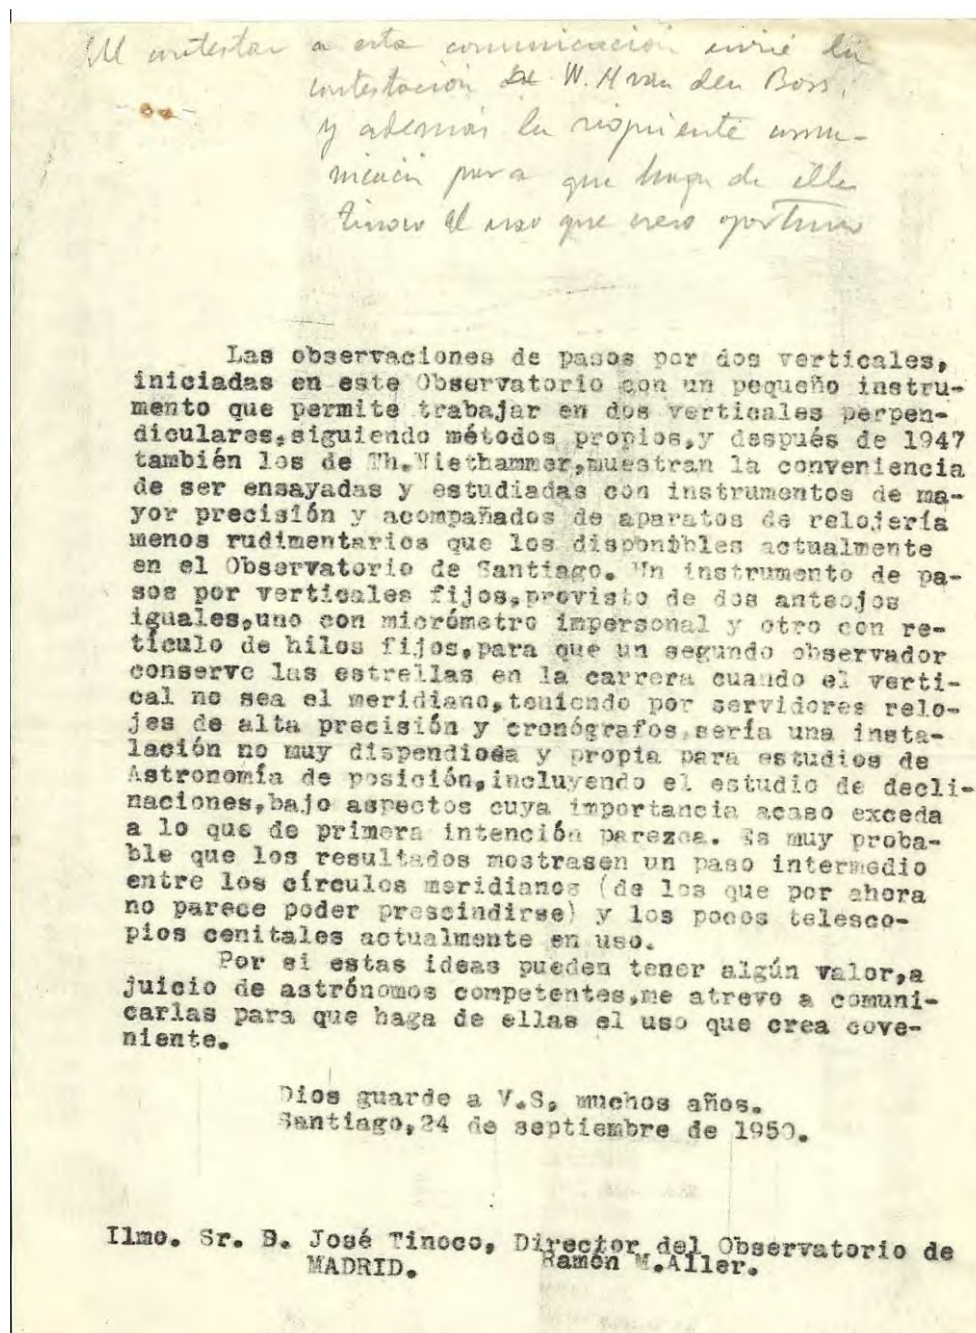 Al contestar a esta comunicación envié la
contestación de W. H van den Boss,
y además la siguiente comu-
nicación para que haga de ella
Tinoco el uso que crea oportuno
Las observaciones de pasos por dos verticales,
iniciadas en este Observatorio con un pequeño instru-
mento que permite trabajar en dos verticales perpen-
diculares,siguiendo métodos propios,y después de 1947
también los de Th.Niethammer,muestran la conveniencia
de ser ensayadas y estudiadas con instrumentos de ma-
yor precisión y acompañados de aparatos de relojería
menos rudimentarios que los disponibles actualmente
en el Observatorio de Santiago. Un instrumento de pa-
sos por verticales fijos,provisto de dos anteojos
iguales,uno con micrómetro impersonal y otro con re-
tículo de hilos fijos,para que un segundo observador
conserve las estrellas en la carrera cuando el verti-
cal no sea el meridiano,teniendo por servidores relo-
jes de alta precisión y cronógrafos,sería una insta-
lación no muy dispendiosa y propia para estudios de
Astronomía de posición,incluyendo el estudio de decli-
naciones,bajo aspectos cuya importancia acaso exceda
a lo que de primera intención parezca. Es muy proba-
ble que los resultados mostrasen un paso intermedio
entre los círculos meridianos (de los que por ahora
no parece poder prescindirse) y los pocos telesco-
pios cenitales actualmente en uso.
Por si estas ideas pueden tener algún valor,a
juicio de astrónomos competentes,me atrevo a comuni-
carlas para que haga de ellas el uso que crea cove-
niente.
Dios guarde a V.S, muchos años.
Santiago,24 de septiembre de 1950.
Ilmo. Sr. D. José Tinoco, Director del Observatorio de
MADRID. Ramón M.Aller.